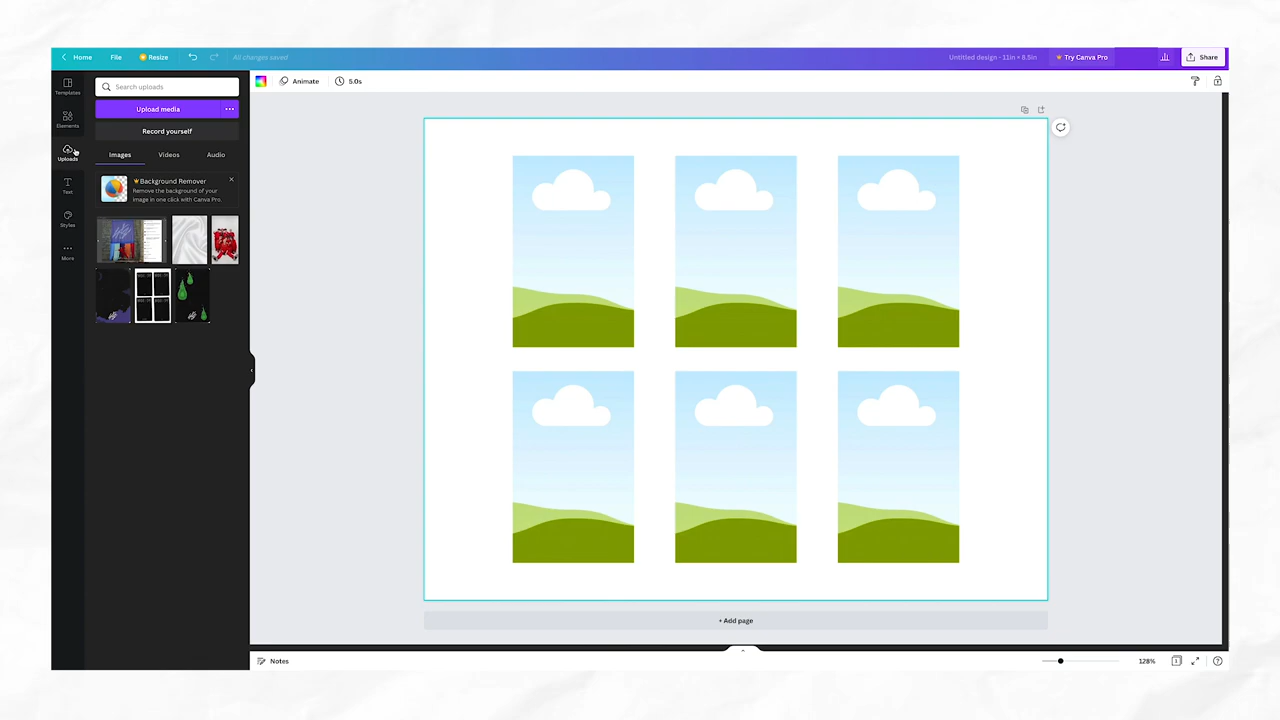 Home
File
Resize
All changes saved
Untitled design - 11in × 8.5in
Try Canva Pro
Share
Templates
Elements
Uploads
Text
Styles
More
Search uploads
Upload media
Record yourself
Images
Videos
Audio
Background Remover
Remove the background of your
image in one click with Canva Pro.
Animate
5.0s
+ Add page
Notes
128%
1